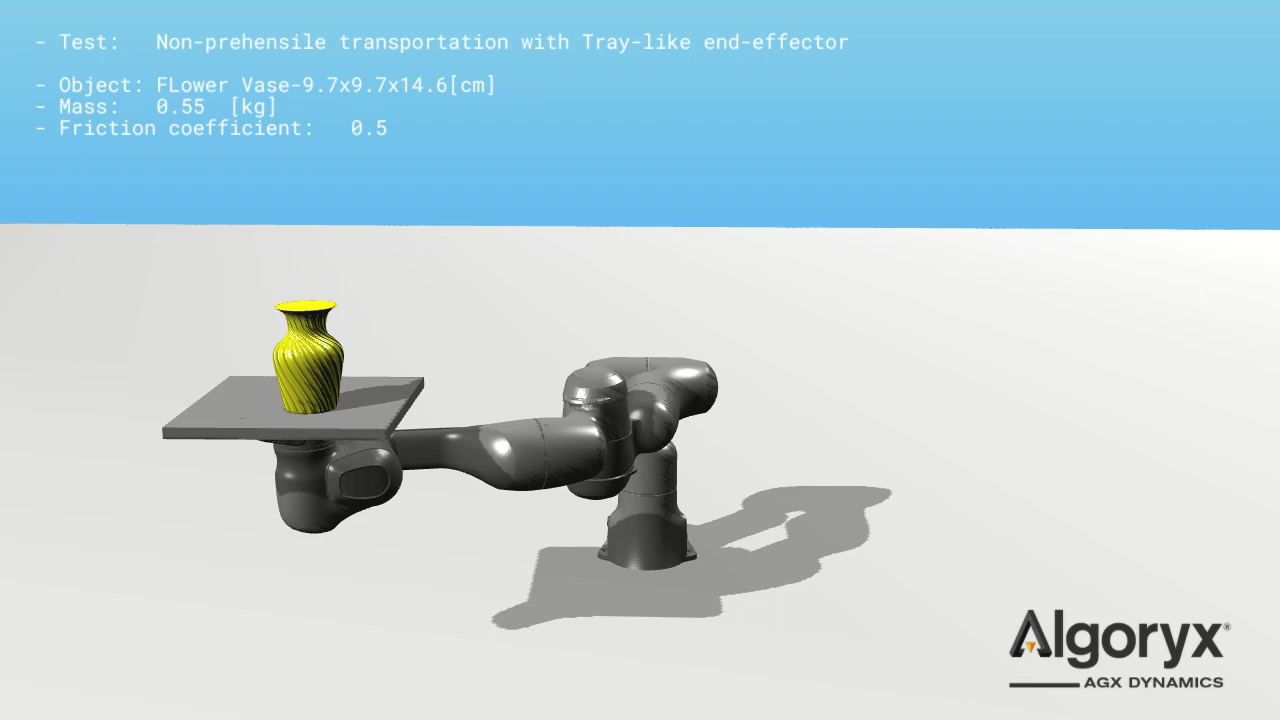 - Test:   Non-prehensile transportation with Tray-like end-effector
- Object: FLower Vase-9.7x9.7x14.6[cm]
- Mass:   0.55  [kg]
- Friction coefficient:   0.5
Algoryx®
AGX DYNAMICS